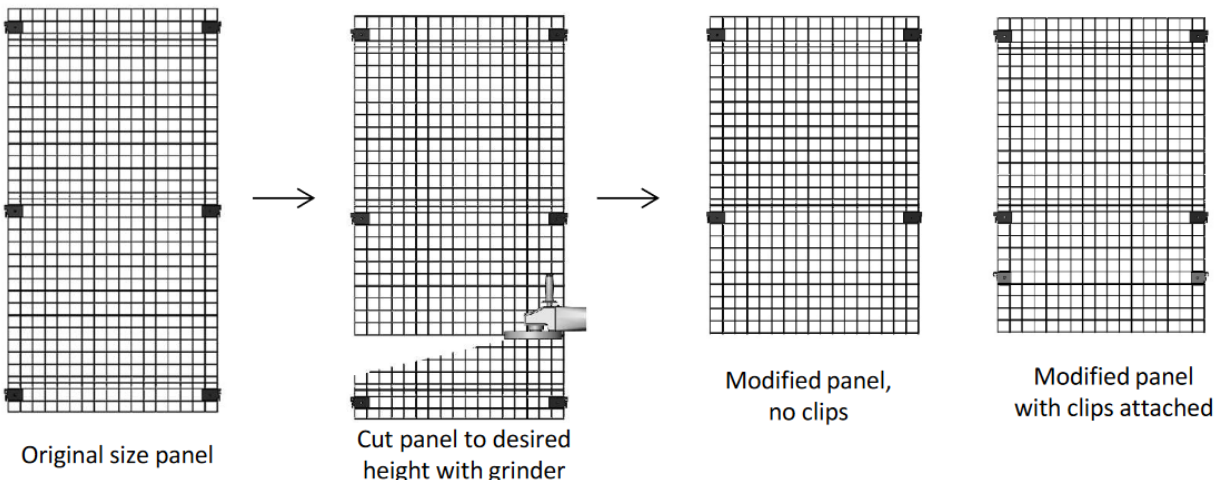 Original size panel
Cut panel to desired
height with grinder
Modified panel,
no clips
Modified panel
with clips attached